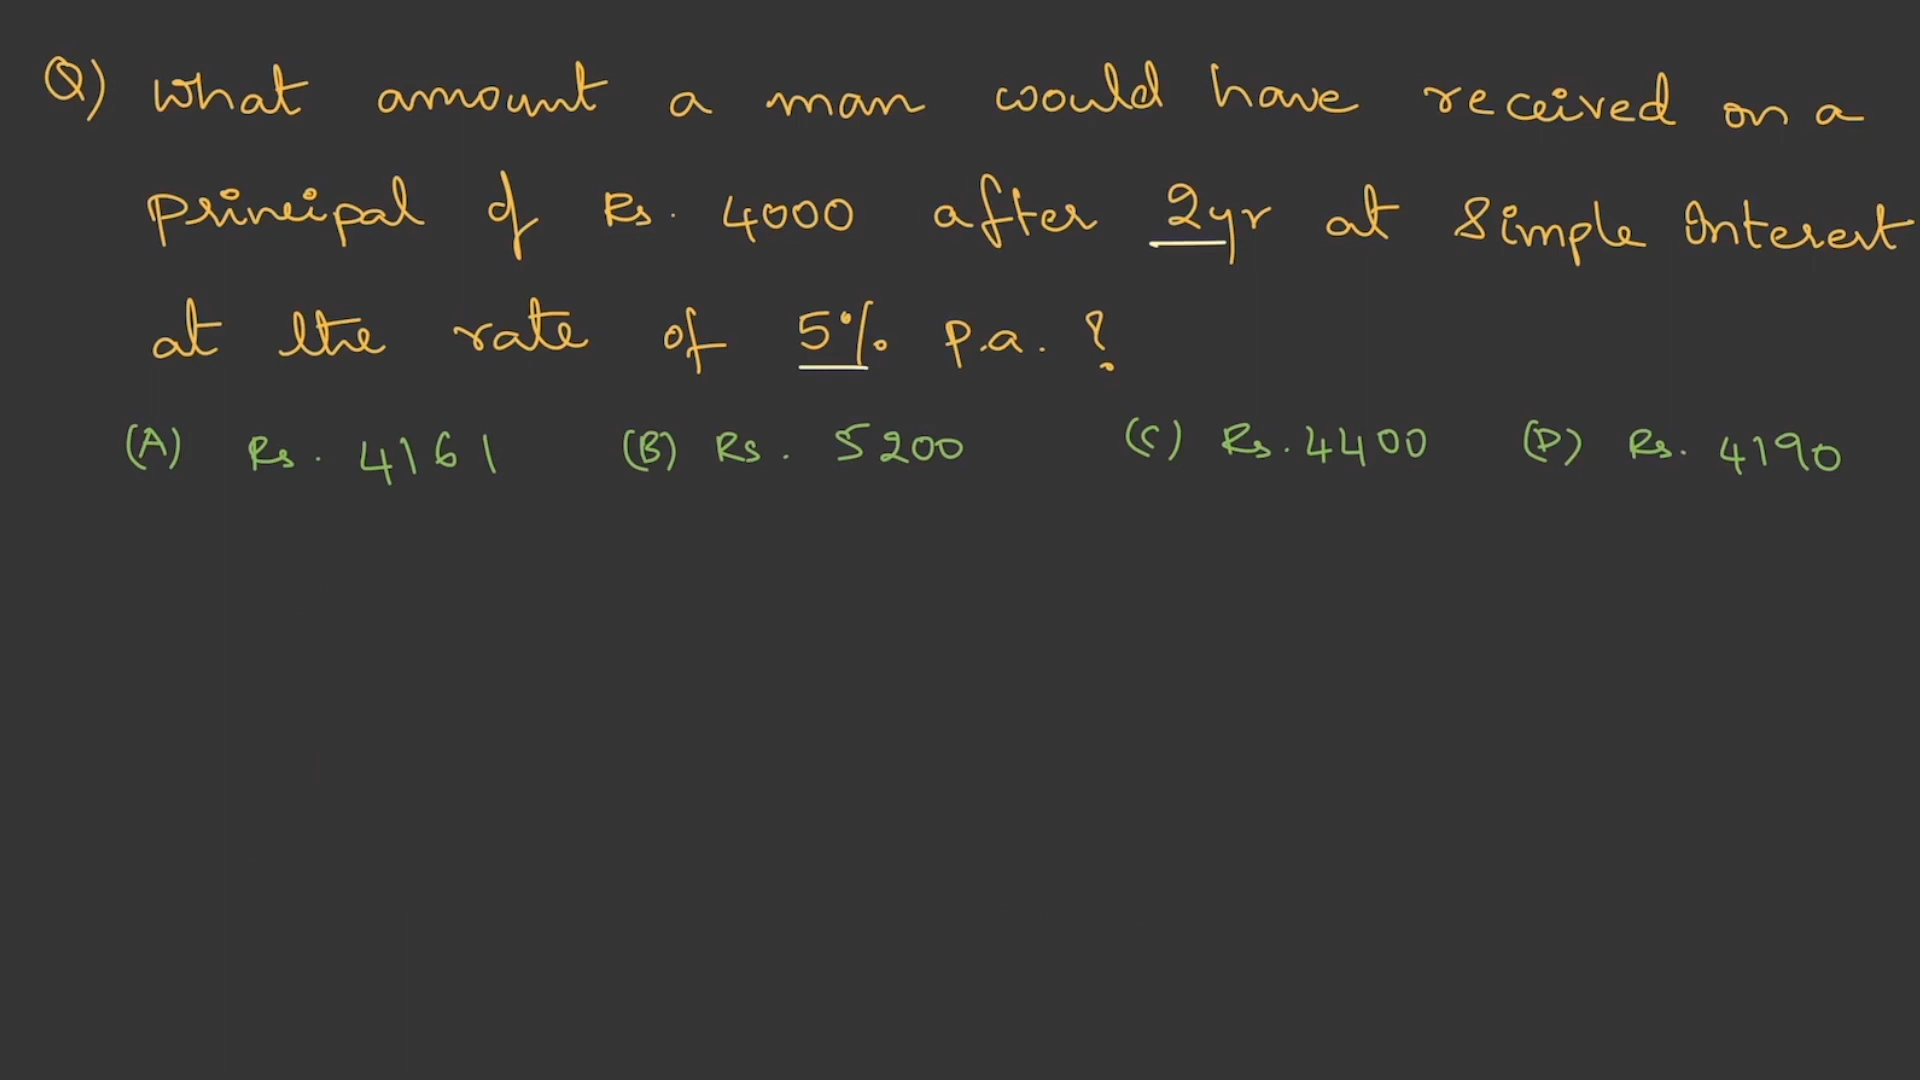 Q) What amount a man would have received on a
principal of Rs. 4000 after 2yr at Simple Interest
at the rate of 5% p.a. ?
(A) Rs. 4161 (B) Rs. 5200 (C) Rs. 4400 (D) Rs. 4190